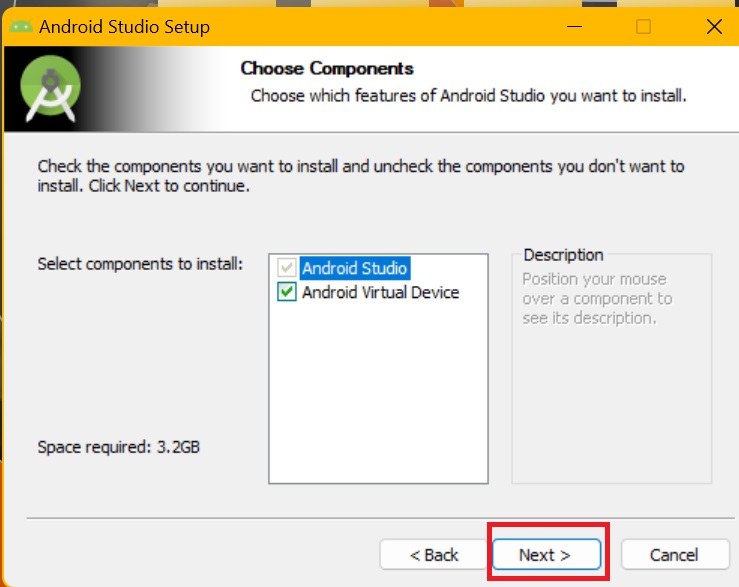 Android Studio Setup
Choose Components
Choose which features of Android Studio you want to install.
Check the components you want to install and uncheck the components you don't want to
install. Click Next to continue.
Select components to install:
Android Studio
Android Virtual Device
Description
Position your mouse
over a component to
see its description.
Space required: 3.2GB
< Back
Next >
Cancel